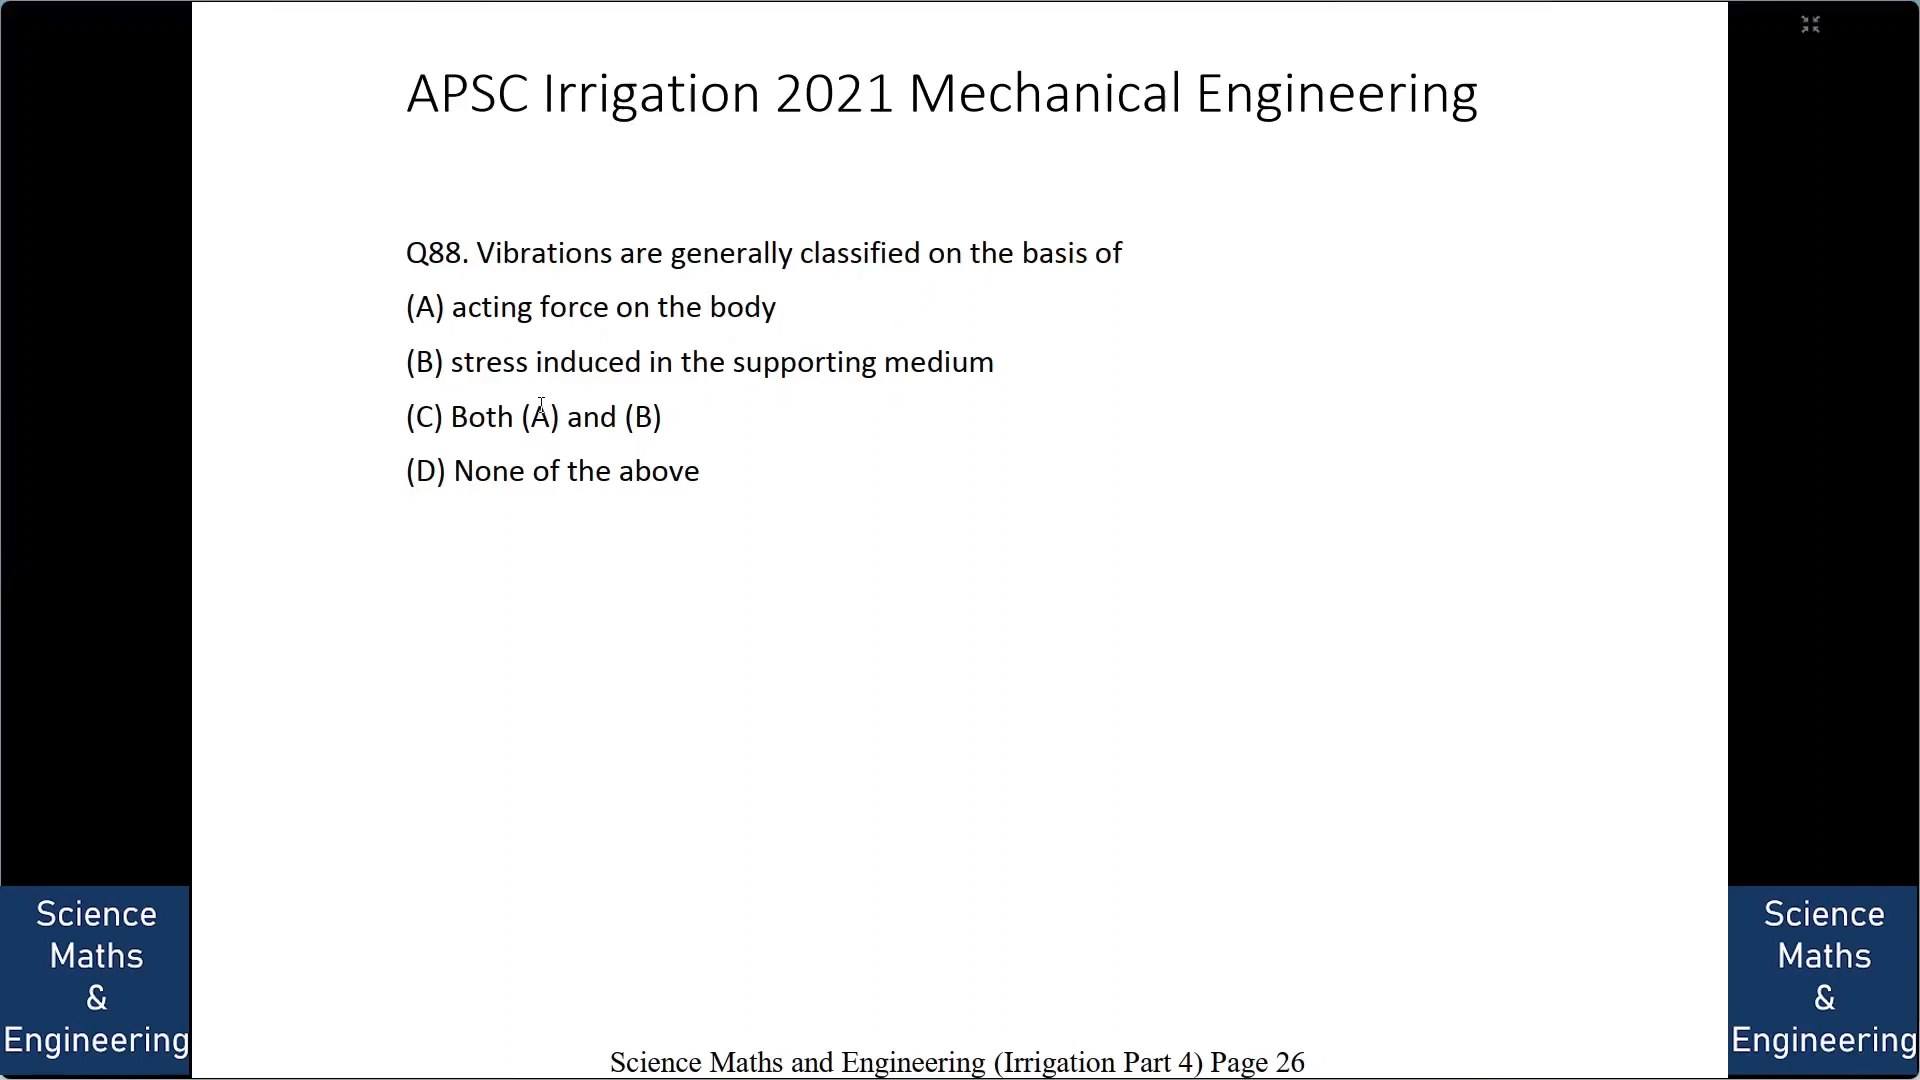 APSC Irrigation 2021 Mechanical Engineering
Q88. Vibrations are generally classified on the basis of
(A) acting force on the body
(B) stress induced in the supporting medium
(C) Both (A) and (B)
(D) None of the above
Science
Maths
&
Engineering
Science
Maths
&
Engineering
Science Maths and Engineering (Irrigation Part 4) Page 26